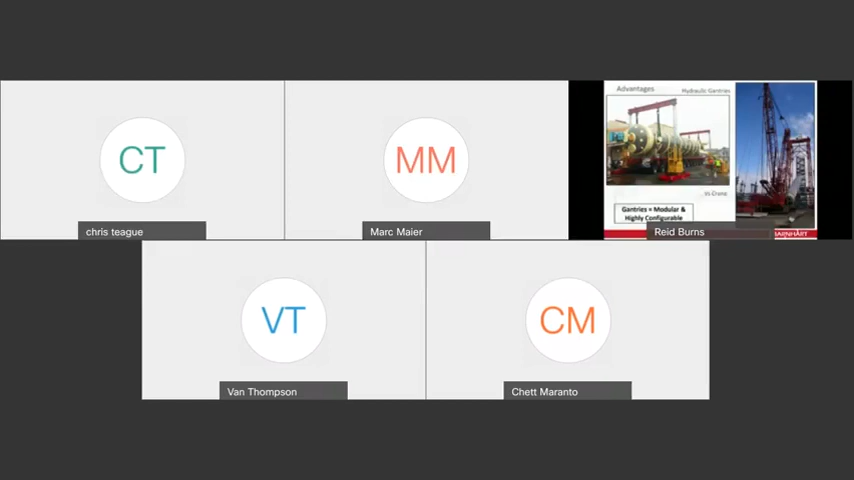 CT
chris teague
MM
Marc Maier
Advantages
Hydraulic Gantries
vs Crane
Gantries = Modular &
Highly Configurable
BARNHART
Reid Burns
VT
Van Thompson
CM
Chett Maranto